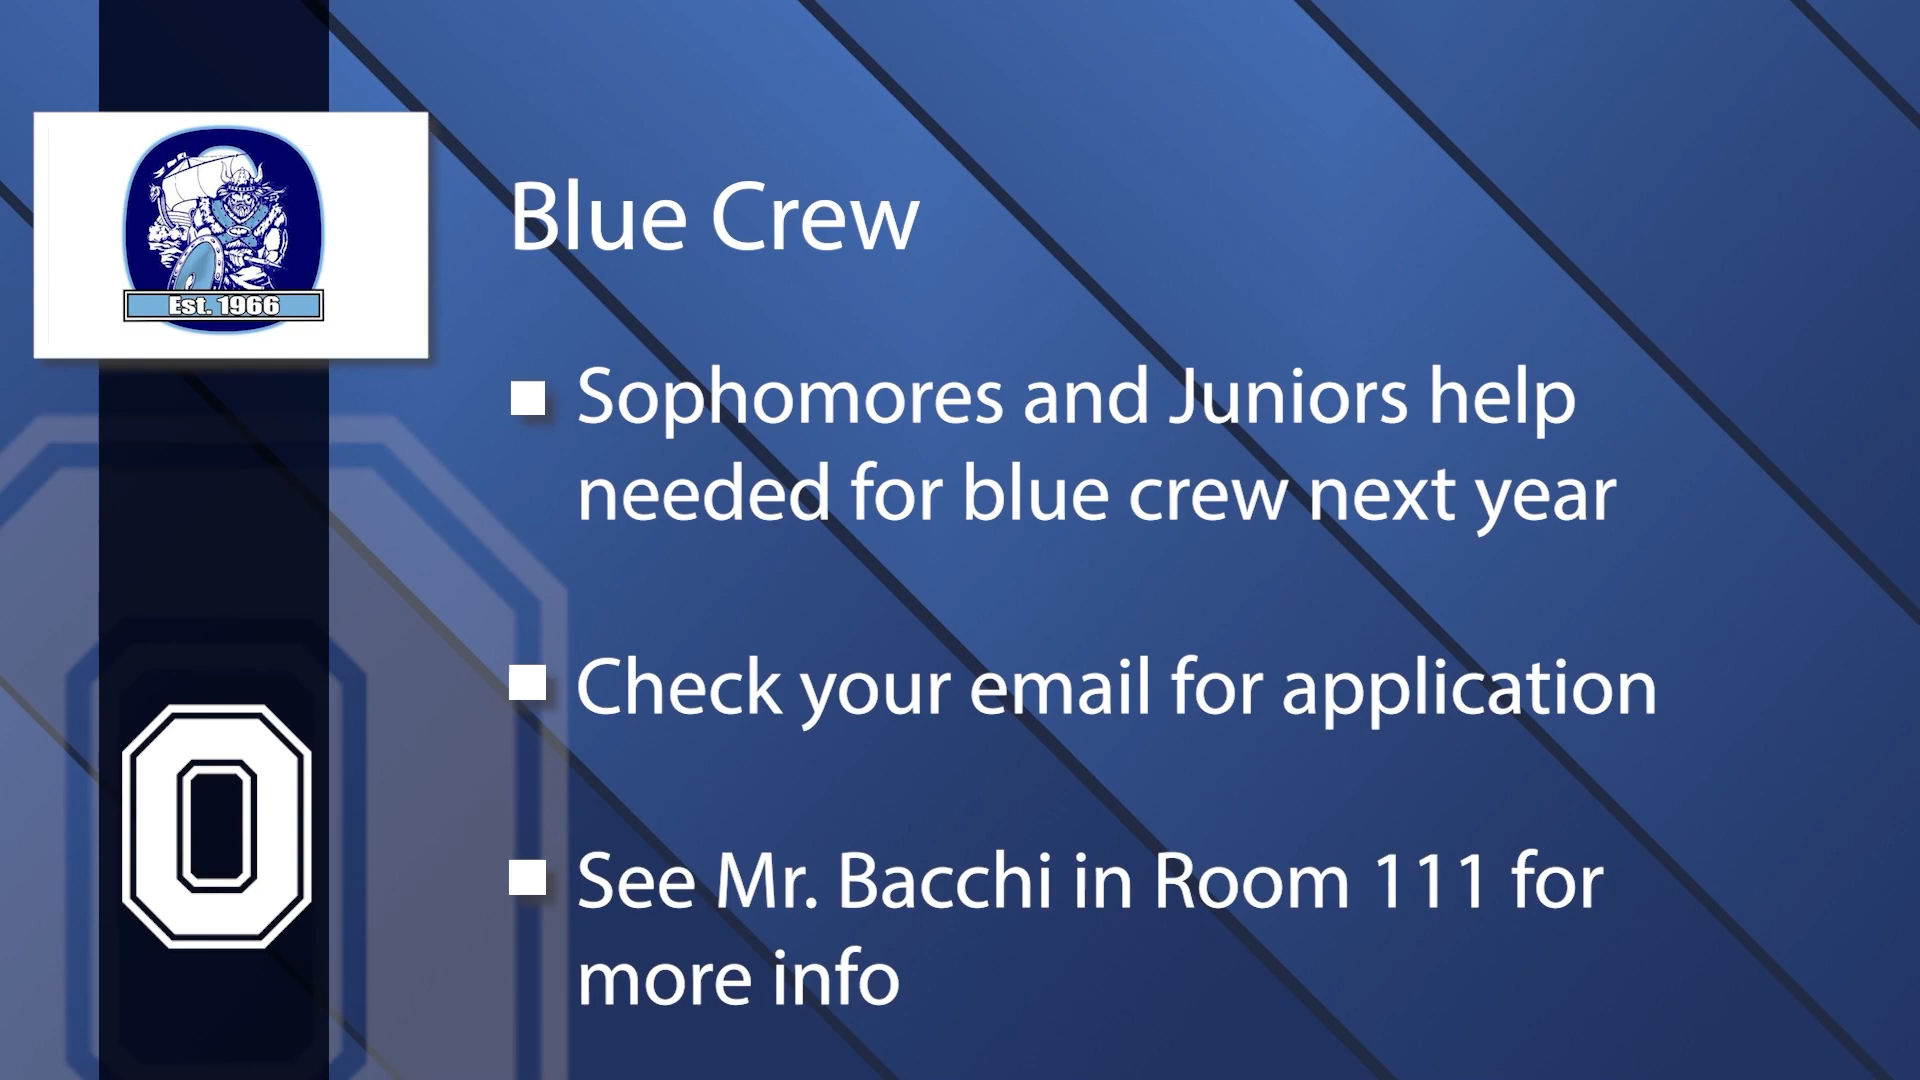 Est. 1966
Blue Crew
Sophomores and Juniors help
needed for blue crew next year
Check your email for application
See Mr. Bacchi in Room 111 for
more info
O